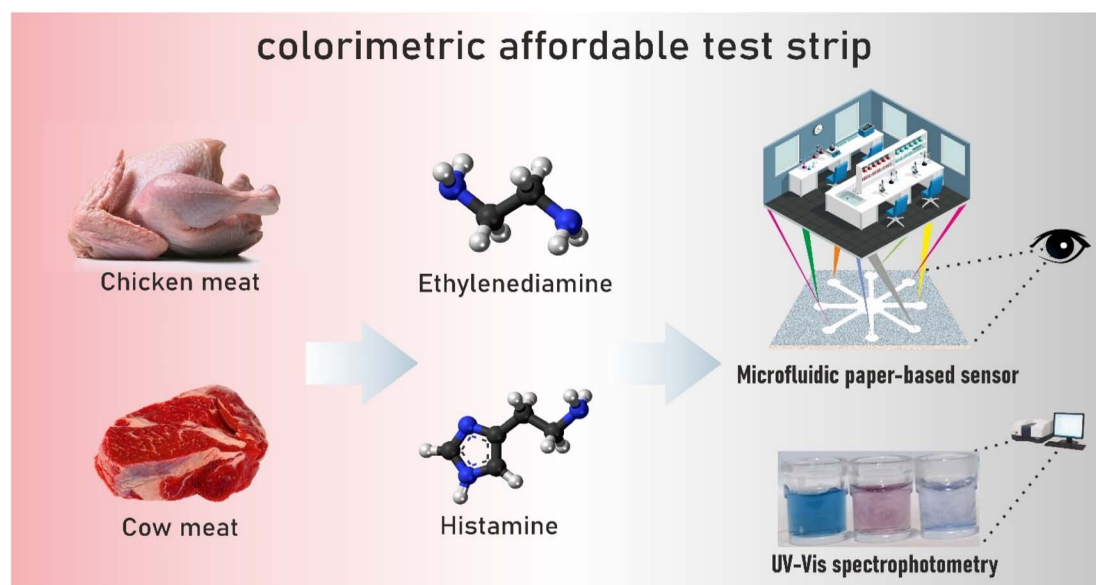 colorimetric affordable test strip
Chicken meat
Ethylenediamine
Microfluidic paper-based sensor
Cow meat
Histamine
UV-Vis spectrophotometry